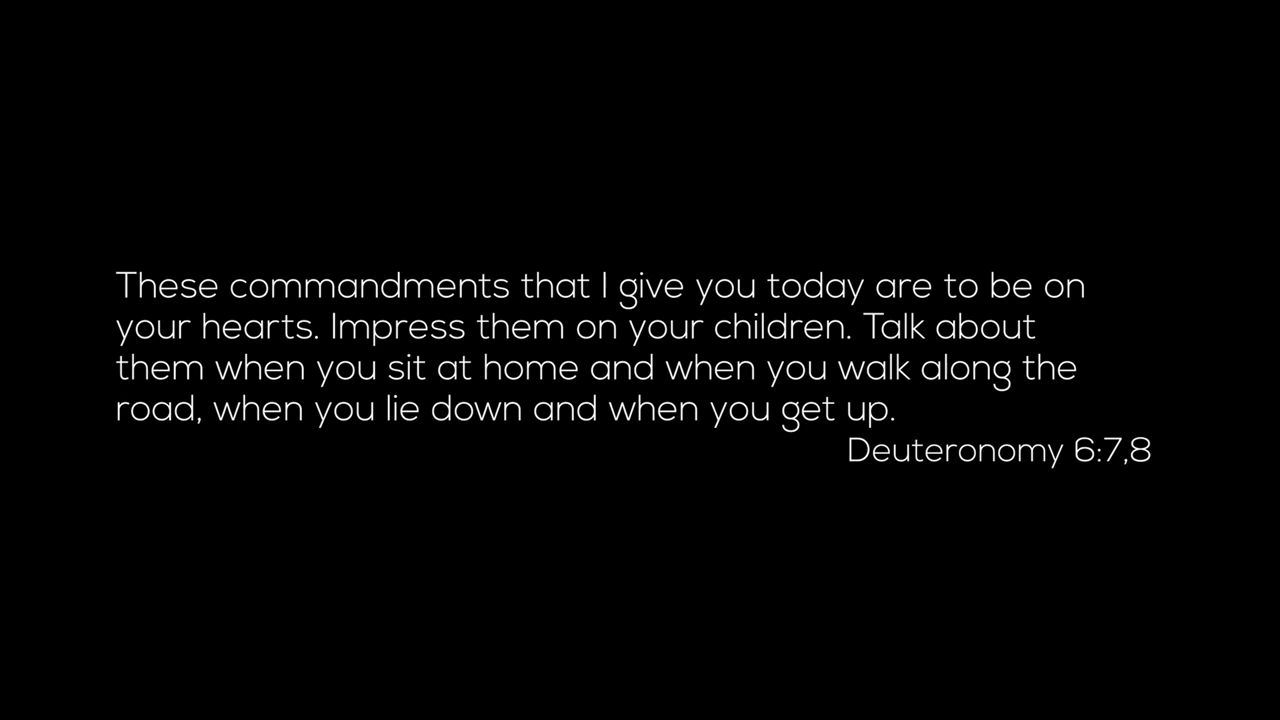 These commandments that I give you today are to be on
your hearts. Impress them on your children. Talk about
them when you sit at home and when you walk along the
road, when you lie down and when you get up.
Deuteronomy 6:7,8